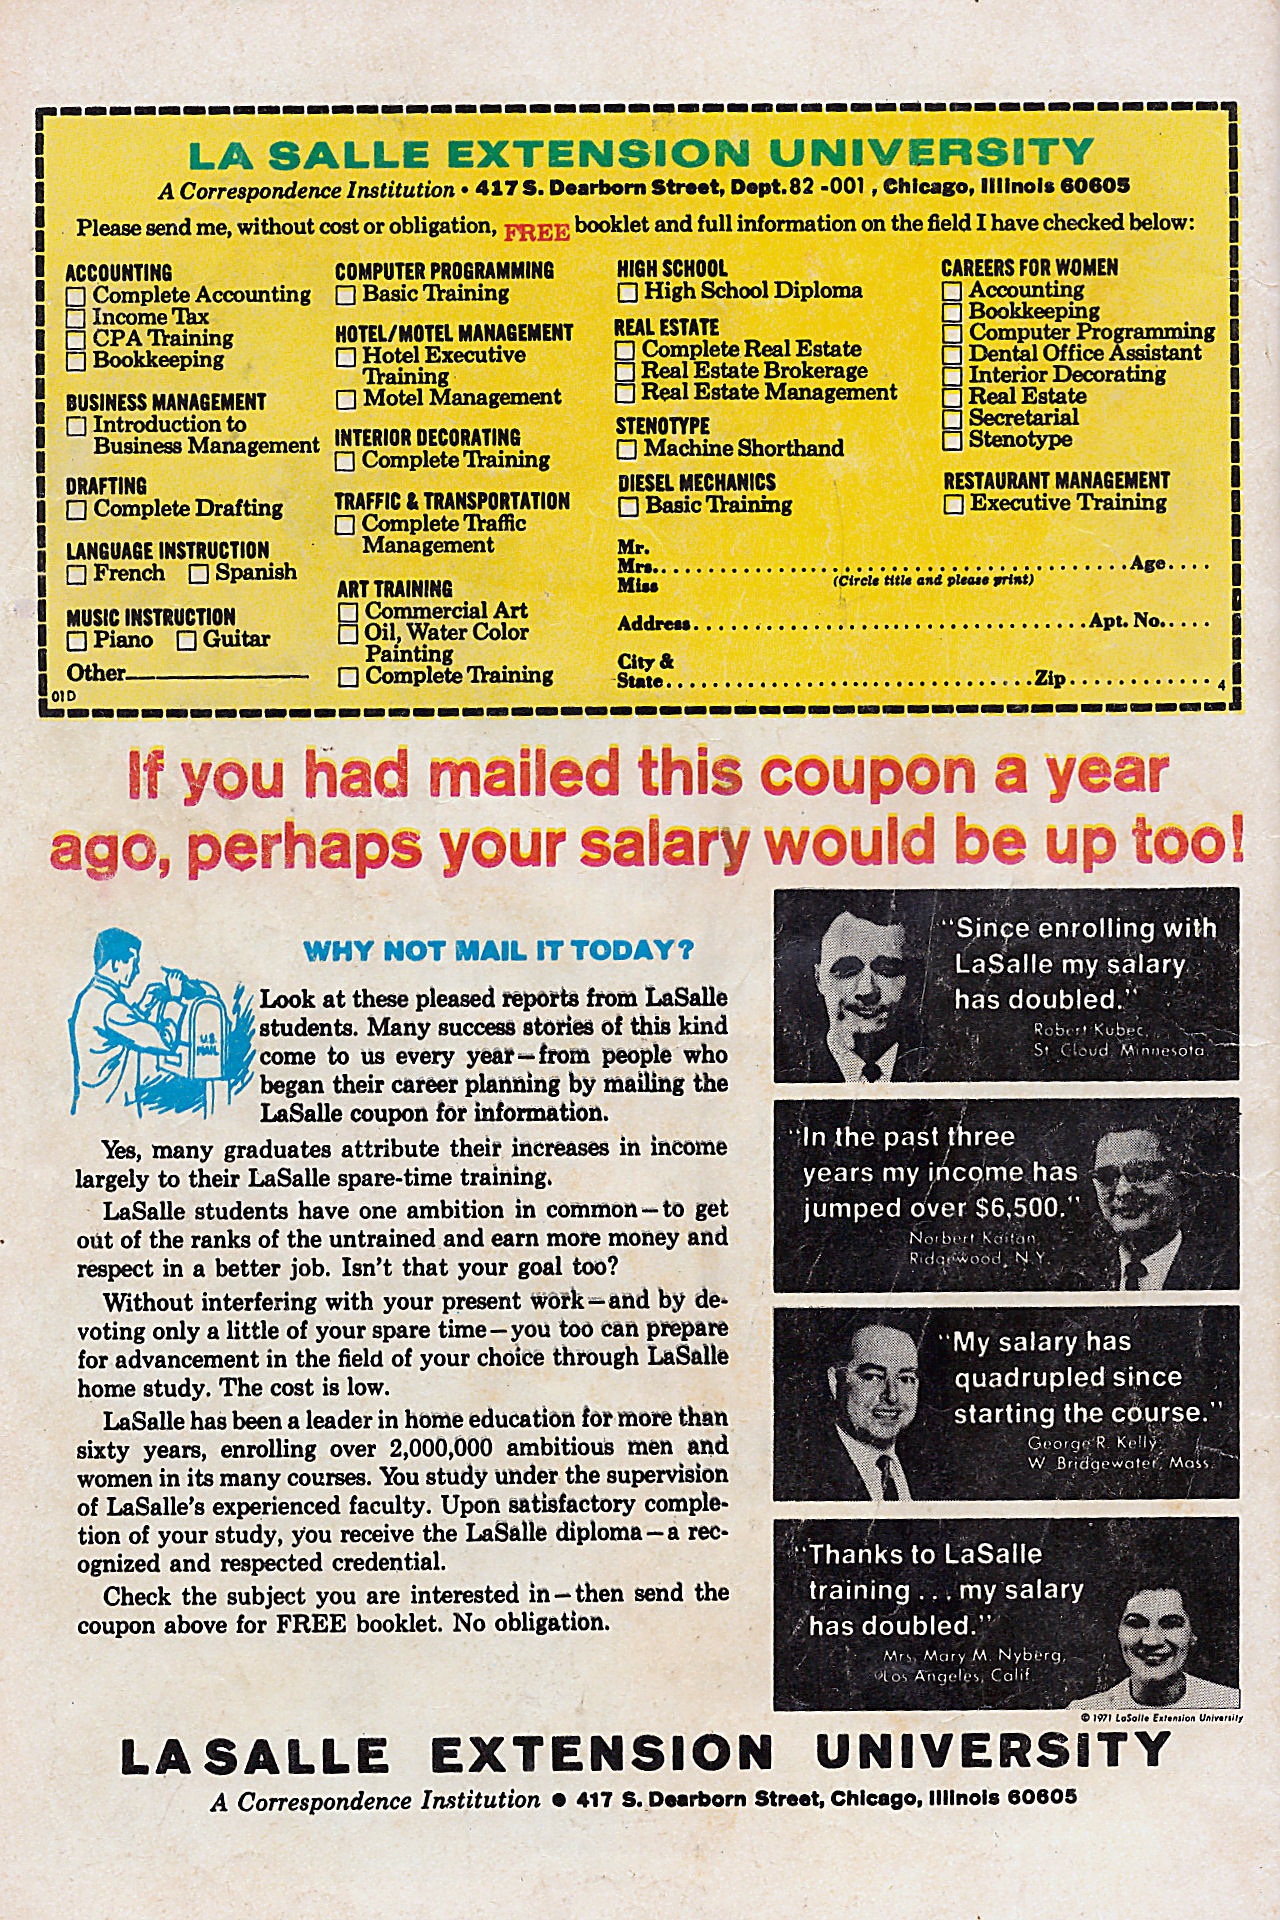 LA SALLE EXTENSION UNIVERSITY
A Correspondence Institution • 417 S. Dearborn Street, Dept. 82 -001 , Chicago, Illinois 60605
Please send me, without cost or obligation, FREE booklet and full information on the field I have checked below:
ACCOUNTING
Complete Accounting
Income Tax
CPA Training
Bookkeeping
BUSINESS MANAGEMENT
Introduction to
Business Management
DRAFTING
Complete Drafting
LANGUAGE INSTRUCTION
French Spanish
MUSIC INSTRUCTION
Piano Guitar
Other
01D
COMPUTER PROGRAMMING
Basic Training
HOTEL/MOTEL MANAGEMENT
Hotel Executive
Training
Motel Management
INTERIOR DECORATING
Complete Training
TRAFFIC & TRANSPORTATION
Complete Traffic
Management
ART TRAINING
Commercial Art
Oil, Water Color
Painting
Complete Training
HIGH SCHOOL
High School Diploma
REAL ESTATE
Complete Real Estate
Real Estate Brokerage
Real Estate Management
STENOTYPE
Machine Shorthand
DIESEL MECHANICS
Basic Training
CAREERS FOR WOMEN
Accounting
Bookkeeping
Computer Programming
Dental Office Assistant
Interior Decorating
Real Estate
Secretarial
Stenotype
RESTAURANT MANAGEMENT
Executive Training
Mr.
Mrs. Age
Miss (Circle title and please print)
Address Apt. No.
City &
State Zip
4
If you had mailed this coupon a year
ago, perhaps your salary would be up too!
WHY NOT MAIL IT TODAY?
U.S.
MAIL
Look at these pleased reports from LaSalle
students. Many success stories of this kind
come to us every year—from people who
began their career planning by mailing the
LaSalle coupon for information.
Yes, many graduates attribute their increases in income
largely to their LaSalle spare-time training.
LaSalle students have one ambition in common—to get
out of the ranks of the untrained and earn more money and
respect in a better job. Isn't that your goal too?
Without interfering with your present work—and by de-
voting only a little of your spare time—you too can prepare
for advancement in the field of your choice through LaSalle
home study. The cost is low.
LaSalle has been a leader in home education for more than
sixty years, enrolling over 2,000,000 ambitious men and
women in its many courses. You study under the supervision
of LaSalle's experienced faculty. Upon satisfactory comple-
tion of your study, you receive the LaSalle diploma—a rec-
ognized and respected credential.
Check the subject you are interested in—then send the
coupon above for FREE booklet. No obligation.
"Since enrolling with
LaSalle my salary
has doubled."
Robert Kubec,
St. Cloud, Minnesota.
"In the past three
years my income has
jumped over $6,500."
Norbert Kaitan,
Ridgewood, N.Y.
"My salary has
quadrupled since
starting the course."
George R. Kelly,
W. Bridgewater, Mass.
"Thanks to LaSalle
training . . . my salary
has doubled."
Mrs. Mary M. Nyberg,
Los Angeles, Calif.
© 1971 LaSalle Extension University
LASALLE EXTENSION UNIVERSITY
A Correspondence Institution • 417 S. Dearborn Street, Chicago, Illinois 60605